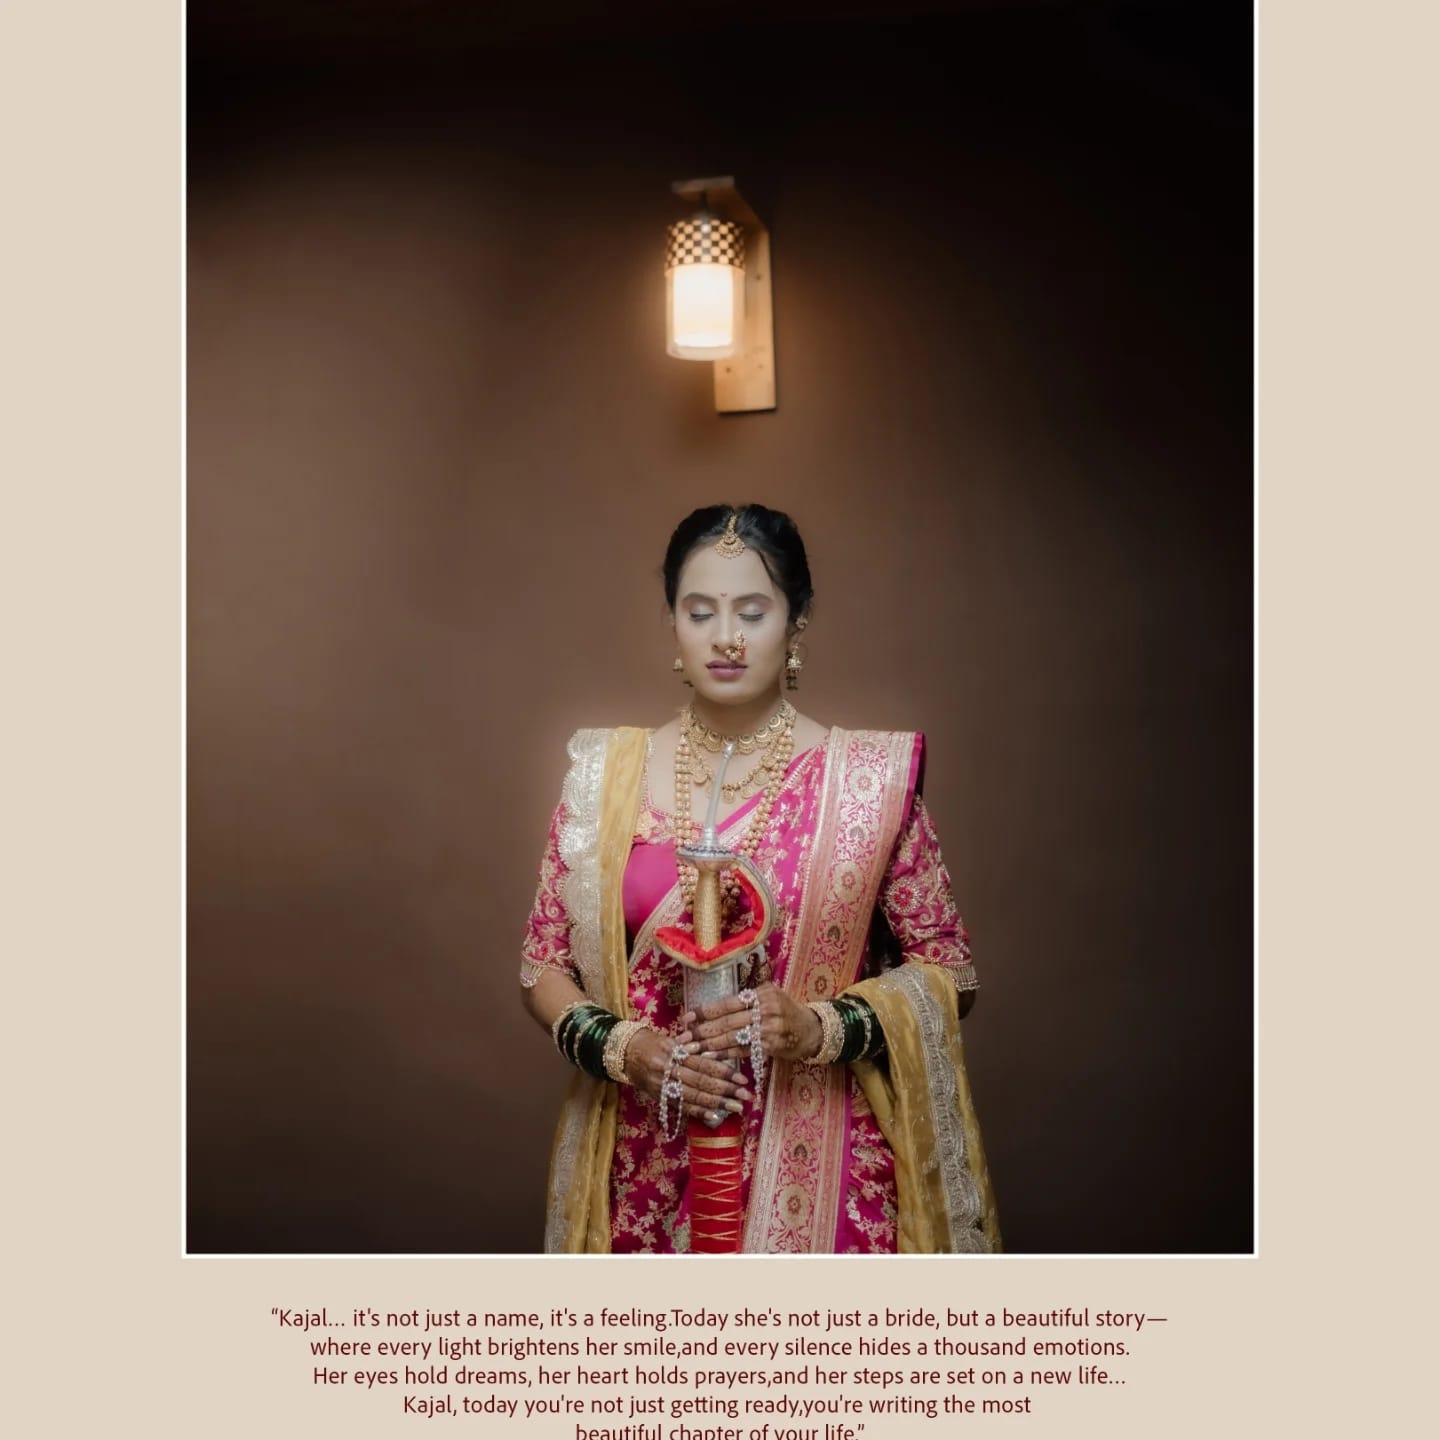 “Kajal... it's not just a name, it's a feeling.Today she's not just a bride, but a beautiful story—
where every light brightens her smile,and every silence hides a thousand emotions.
Her eyes hold dreams, her heart holds prayers,and her steps are set on a new life...
Kajal, today you're not just getting ready,you're writing the most
beautiful chapter of your life.”